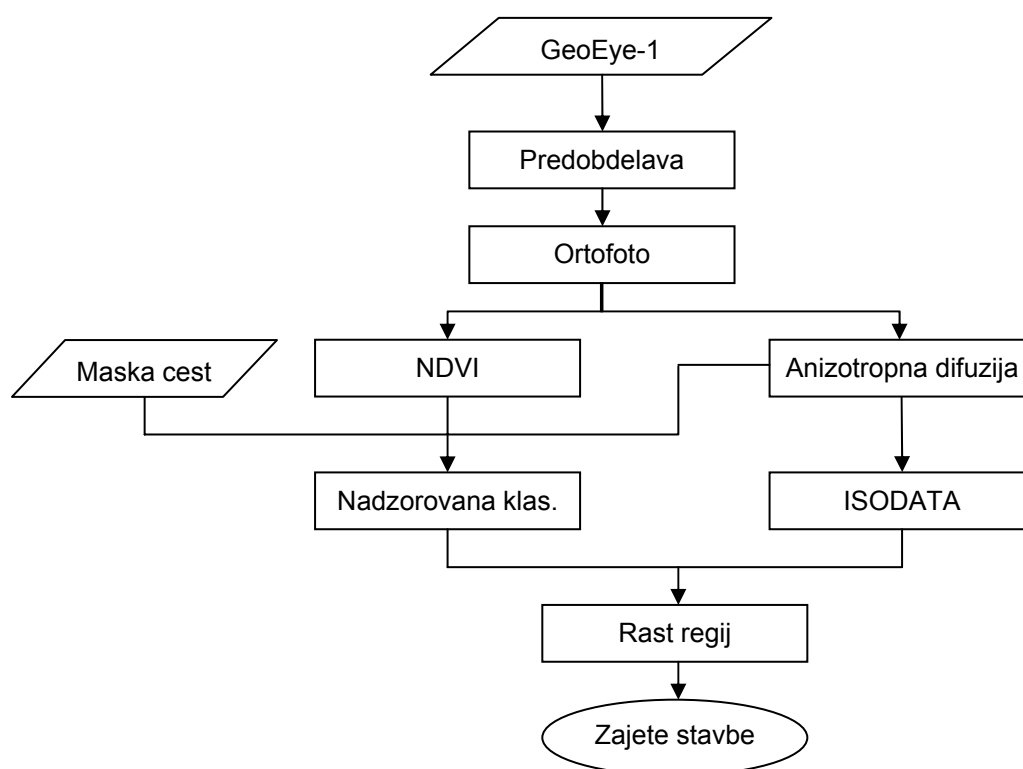 GeoEye-1
Predobdelava
Ortofoto
Maska cest
NDVI
Anizotropna difuzija
Nadzorovana klas.
ISODATA
Rast regij
Zajete stavbe